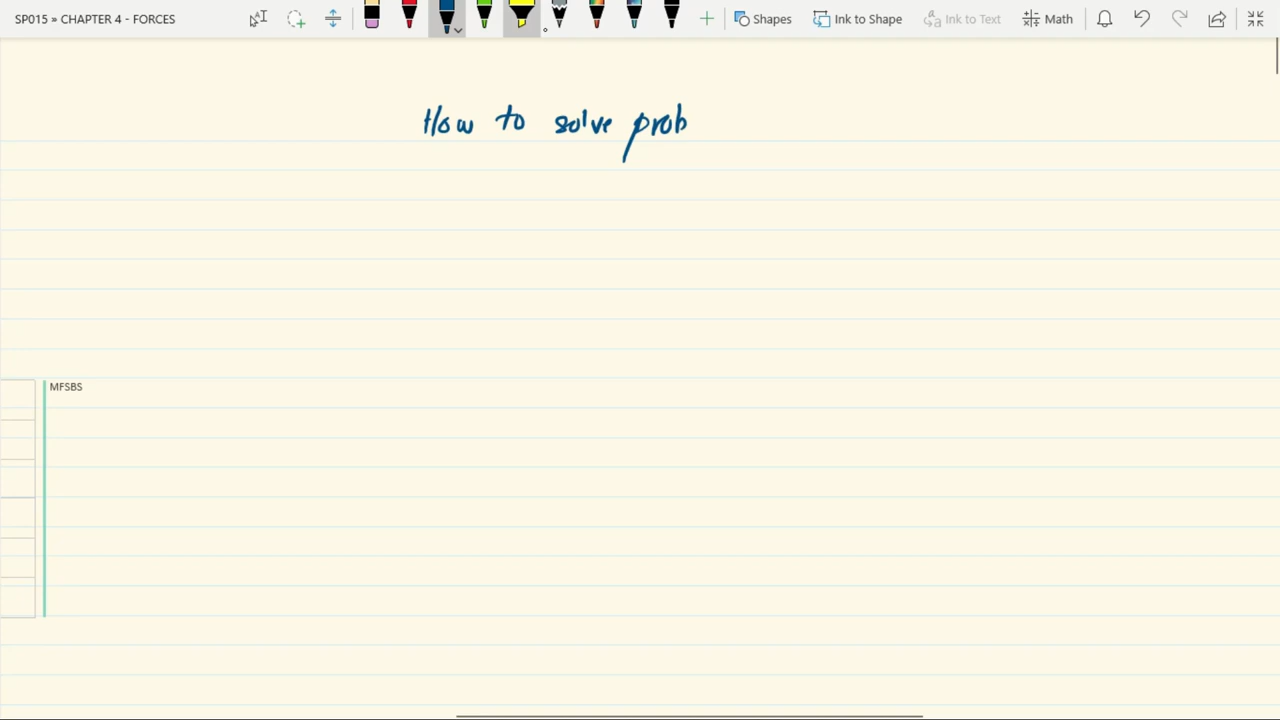 SP015 » CHAPTER 4 - FORCES
Shapes
Ink to Shape
Ink to Text
Math
How to solve prob
MFSBS